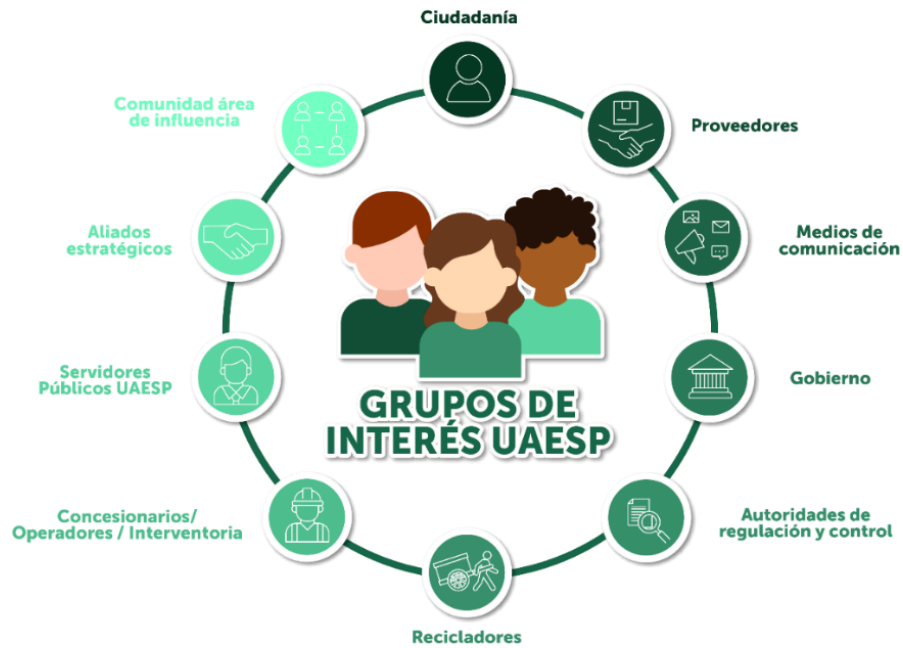 Ciudadanía
Proveedores
Medios de
comunicación
Gobierno
Autoridades de
regulación y control
Recicladores
Concesionarios/
Operadores / Interventoria
Servidores
Públicos UAESP
Aliados
estratégicos
Comunidad área
de influencia
GRUPOS DE
INTERÉS UAESP